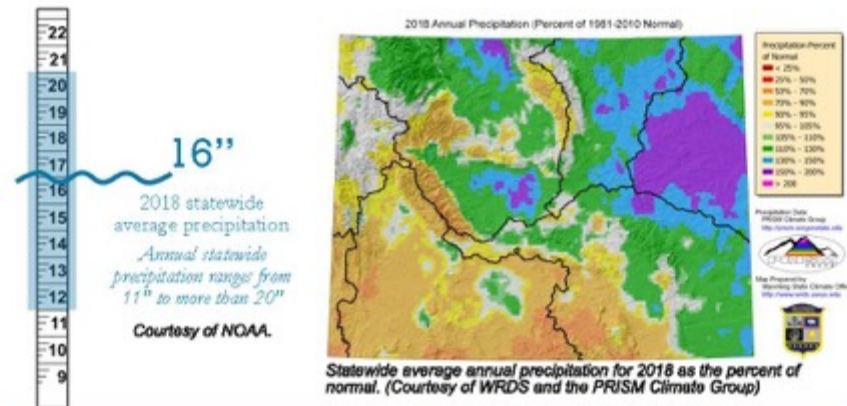 22
21
20
19
18
17
16
15
14
13
12
11
10
9
16"
2018 statewide
average precipitation
Annual statewide
precipitation ranges from
11" to more than 20"
Courtesy of NOAA.
2018 Annual Precipitation (Percent of 1981-2010 Normal)
Precipitation Percent
of Normal
< 25%
25% - 50%
50% - 70%
70% - 90%
90% - 95%
95% - 105%
105% - 110%
110% - 130%
130% - 150%
150% - 200%
> 200
Precipitation Data:
PRISM Climate Group
Map Prepared by:
Wyoming State Climate Offi
Statewide average annual precipitation for 2018 as the percent of
normal. (Courtesy of WRDS and the PRISM Climate Group)